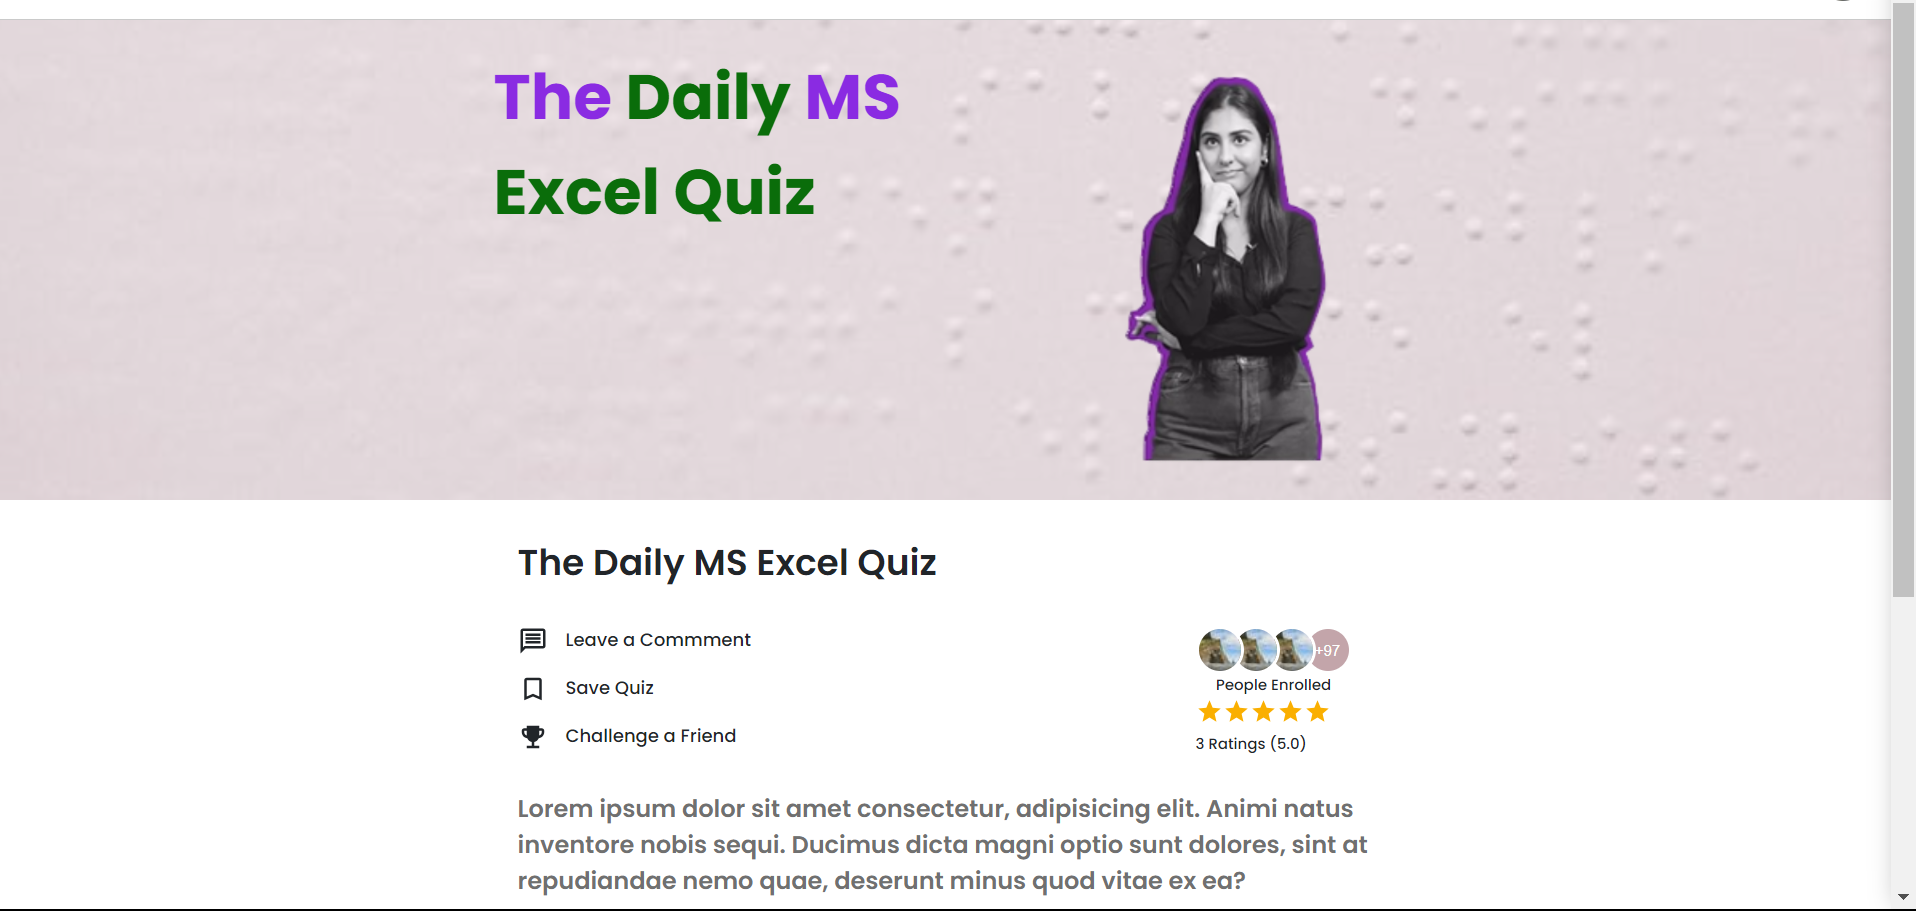 The Daily MS
Excel Quiz
The Daily MS Excel Quiz
Leave a Commment
Save Quiz
Challenge a Friend
+97
People Enrolled
3 Ratings (5.0)
Lorem ipsum dolor sit amet consectetur, adipisicing elit. Animi natus
inventore nobis sequi. Ducimus dicta magni optio sunt dolores, sint at
repudiandae nemo quae, deserunt minus quod vitae ex ea?